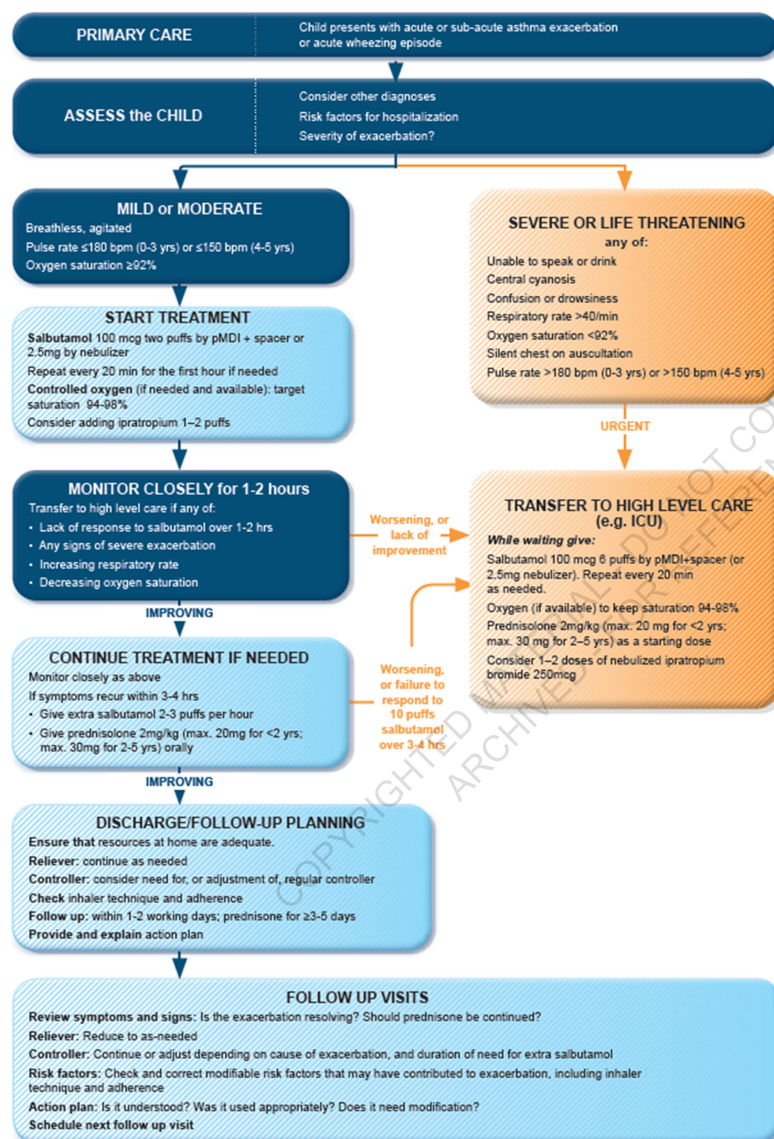 PRIMARY CARE
Child presents with acute or sub-acute asthma exacerbation
or acute wheezing episode
ASSESS the CHILD
Consider other diagnoses
Risk factors for hospitalization
Severity of exacerbation?
MILD or MODERATE
Breathless, agitated
Pulse rate ≤180 bpm (0-3 yrs) or ≤150 bpm (4-5 yrs)
Oxygen saturation ≥92%
SEVERE OR LIFE THREATENING
any of:
Unable to speak or drink
Central cyanosis
Confusion or drowsiness
Respiratory rate >40/min
Oxygen saturation <92%
Silent chest on auscultation
Pulse rate >180 bpm (0-3 yrs) or >150 bpm (4-5 yrs)
START TREATMENT
Salbutamol 100 mcg two puffs by pMDI + spacer or
2.5mg by nebulizer
Repeat every 20 min for the first hour if needed
Controlled oxygen (if needed and available): target
saturation 94-98%
Consider adding ipratropium 1–2 puffs
URGENT
MONITOR CLOSELY for 1-2 hours
Transfer to high level care if any of:
• Lack of response to salbutamol over 1-2 hrs
• Any signs of severe exacerbation
• Increasing respiratory rate
• Decreasing oxygen saturation
Worsening, or
lack of
improvement
TRANSFER TO HIGH LEVEL CARE
(e.g. ICU)
While waiting give:
Salbutamol 100 mcg 6 puffs by pMDI+spacer (or
2.5mg nebulizer). Repeat every 20 min
as needed.
Oxygen (if available) to keep saturation 94-98%
Prednisolone 2mg/kg (max. 20 mg for <2 yrs;
max. 30 mg for 2–5 yrs) as a starting dose
Consider 1–2 doses of nebulized ipratropium
bromide 250mcg
IMPROVING
CONTINUE TREATMENT IF NEEDED
Monitor closely as above
If symptoms recur within 3-4 hrs
• Give extra salbutamol 2-3 puffs per hour
• Give prednisolone 2mg/kg (max. 20mg for <2 yrs;
max. 30mg for 2-5 yrs) orally
Worsening,
or failure to
respond to
10 puffs
salbutamol
over 3-4 hrs
IMPROVING
DISCHARGE/FOLLOW-UP PLANNING
Ensure that resources at home are adequate.
Reliever: continue as needed
Controller: consider need for, or adjustment of, regular controller
Check inhaler technique and adherence
Follow up: within 1-2 working days; prednisone for ≥3-5 days
Provide and explain action plan
FOLLOW UP VISITS
Review symptoms and signs: Is the exacerbation resolving? Should prednisone be continued?
Reliever: Reduce to as-needed
Controller: Continue or adjust depending on cause of exacerbation, and duration of need for extra salbutamol
Risk factors: Check and correct modifiable risk factors that may have contributed to exacerbation, including inhaler
technique and adherence
Action plan: Is it understood? Was it used appropriately? Does it need modification?
Schedule next follow up visit
COPYRIGHTED MATERIAL - DO NOT
ARCHIVED FOR